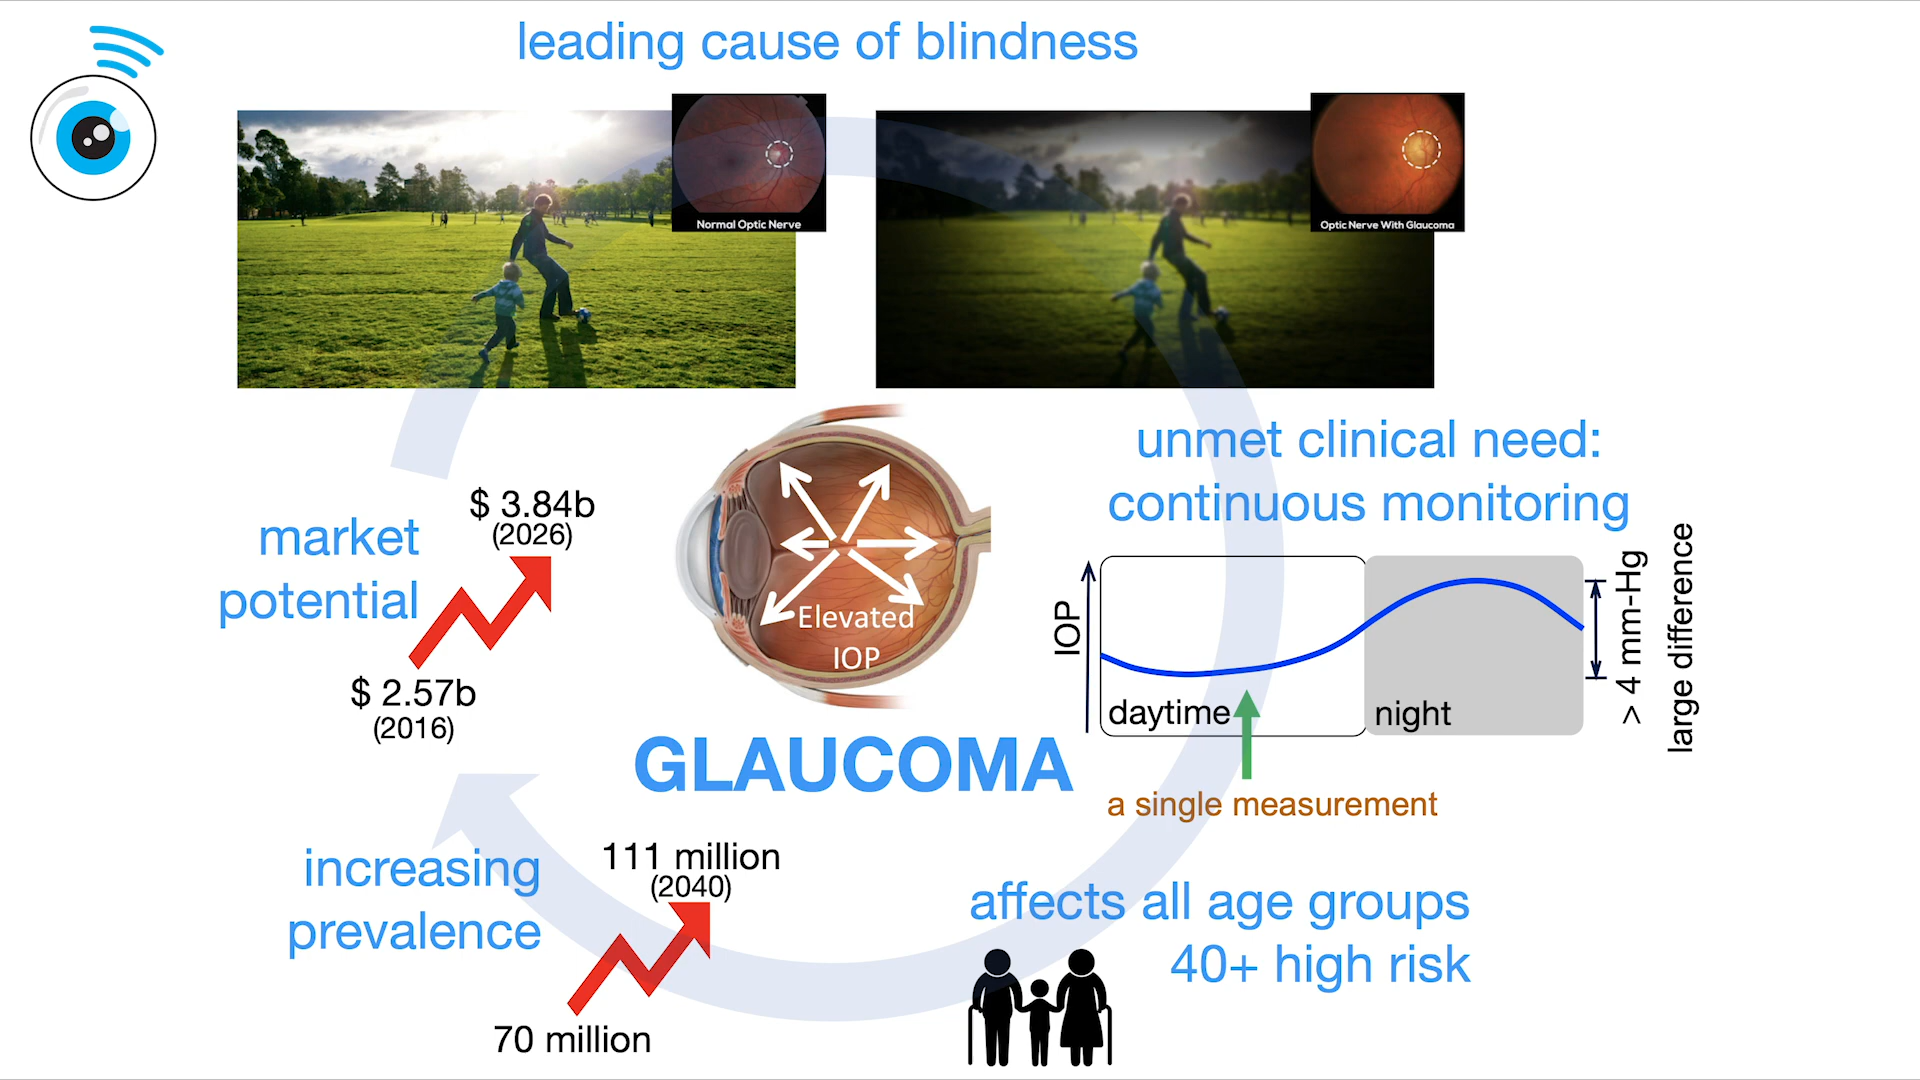 leading cause of blindness
Normal Optic Nerve
Optic Nerve With Glaucoma
unmet clinical need:
continuous monitoring
IOP
daytime
night
> 4 mm-Hg
large difference
a single measurement
affects all age groups
40+ high risk
111 million
(2040)
increasing
prevalence
70 million
$ 3.84b
(2026)
market
potential
$ 2.57b
(2016)
Elevated
IOP
GLAUCOMA